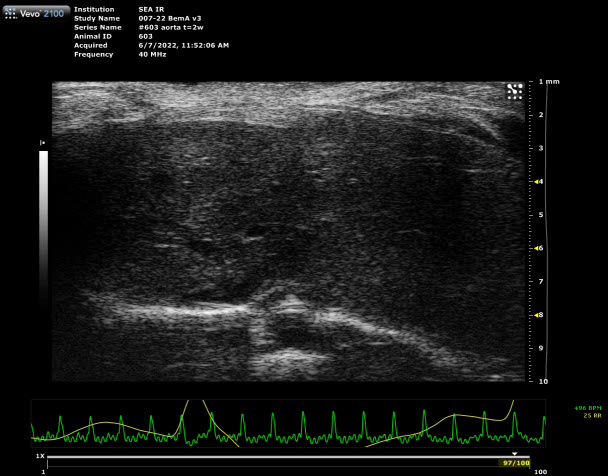 Vevo 2100
Institution SEA IR
Study Name 007-22 BemA v3
Series Name #603 aorta t=2w
Animal ID 603
Acquired 6/7/2022, 11:52:06 AM
Frequency 40 MHz
1 mm
2
3
4
5
6
7
8
9
10
496 BPM
25 RR
1X
97/100
1 100